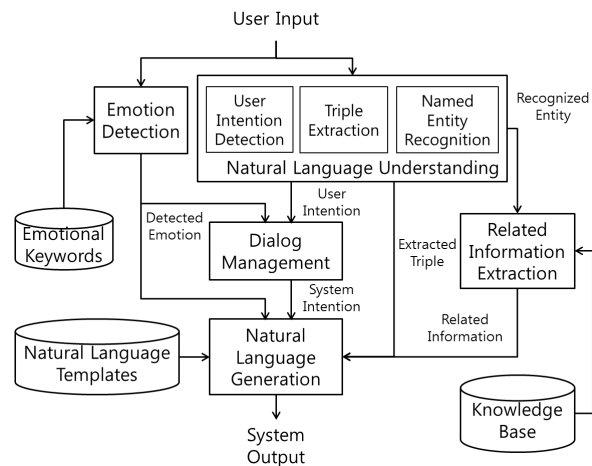 User Input
Emotion
Detection
User
Intention
Detection
Triple
Extraction
Named
Entity
Recognition
Natural Language Understanding
Recognized
Entity
Emotional
Keywords
Detected
Emotion
User
Intention
Dialog
Management
Extracted
Triple
Related
Information
Extraction
System
Intention
Related
Information
Natural Language
Templates
Natural
Language
Generation
Knowledge
Base
System
Output